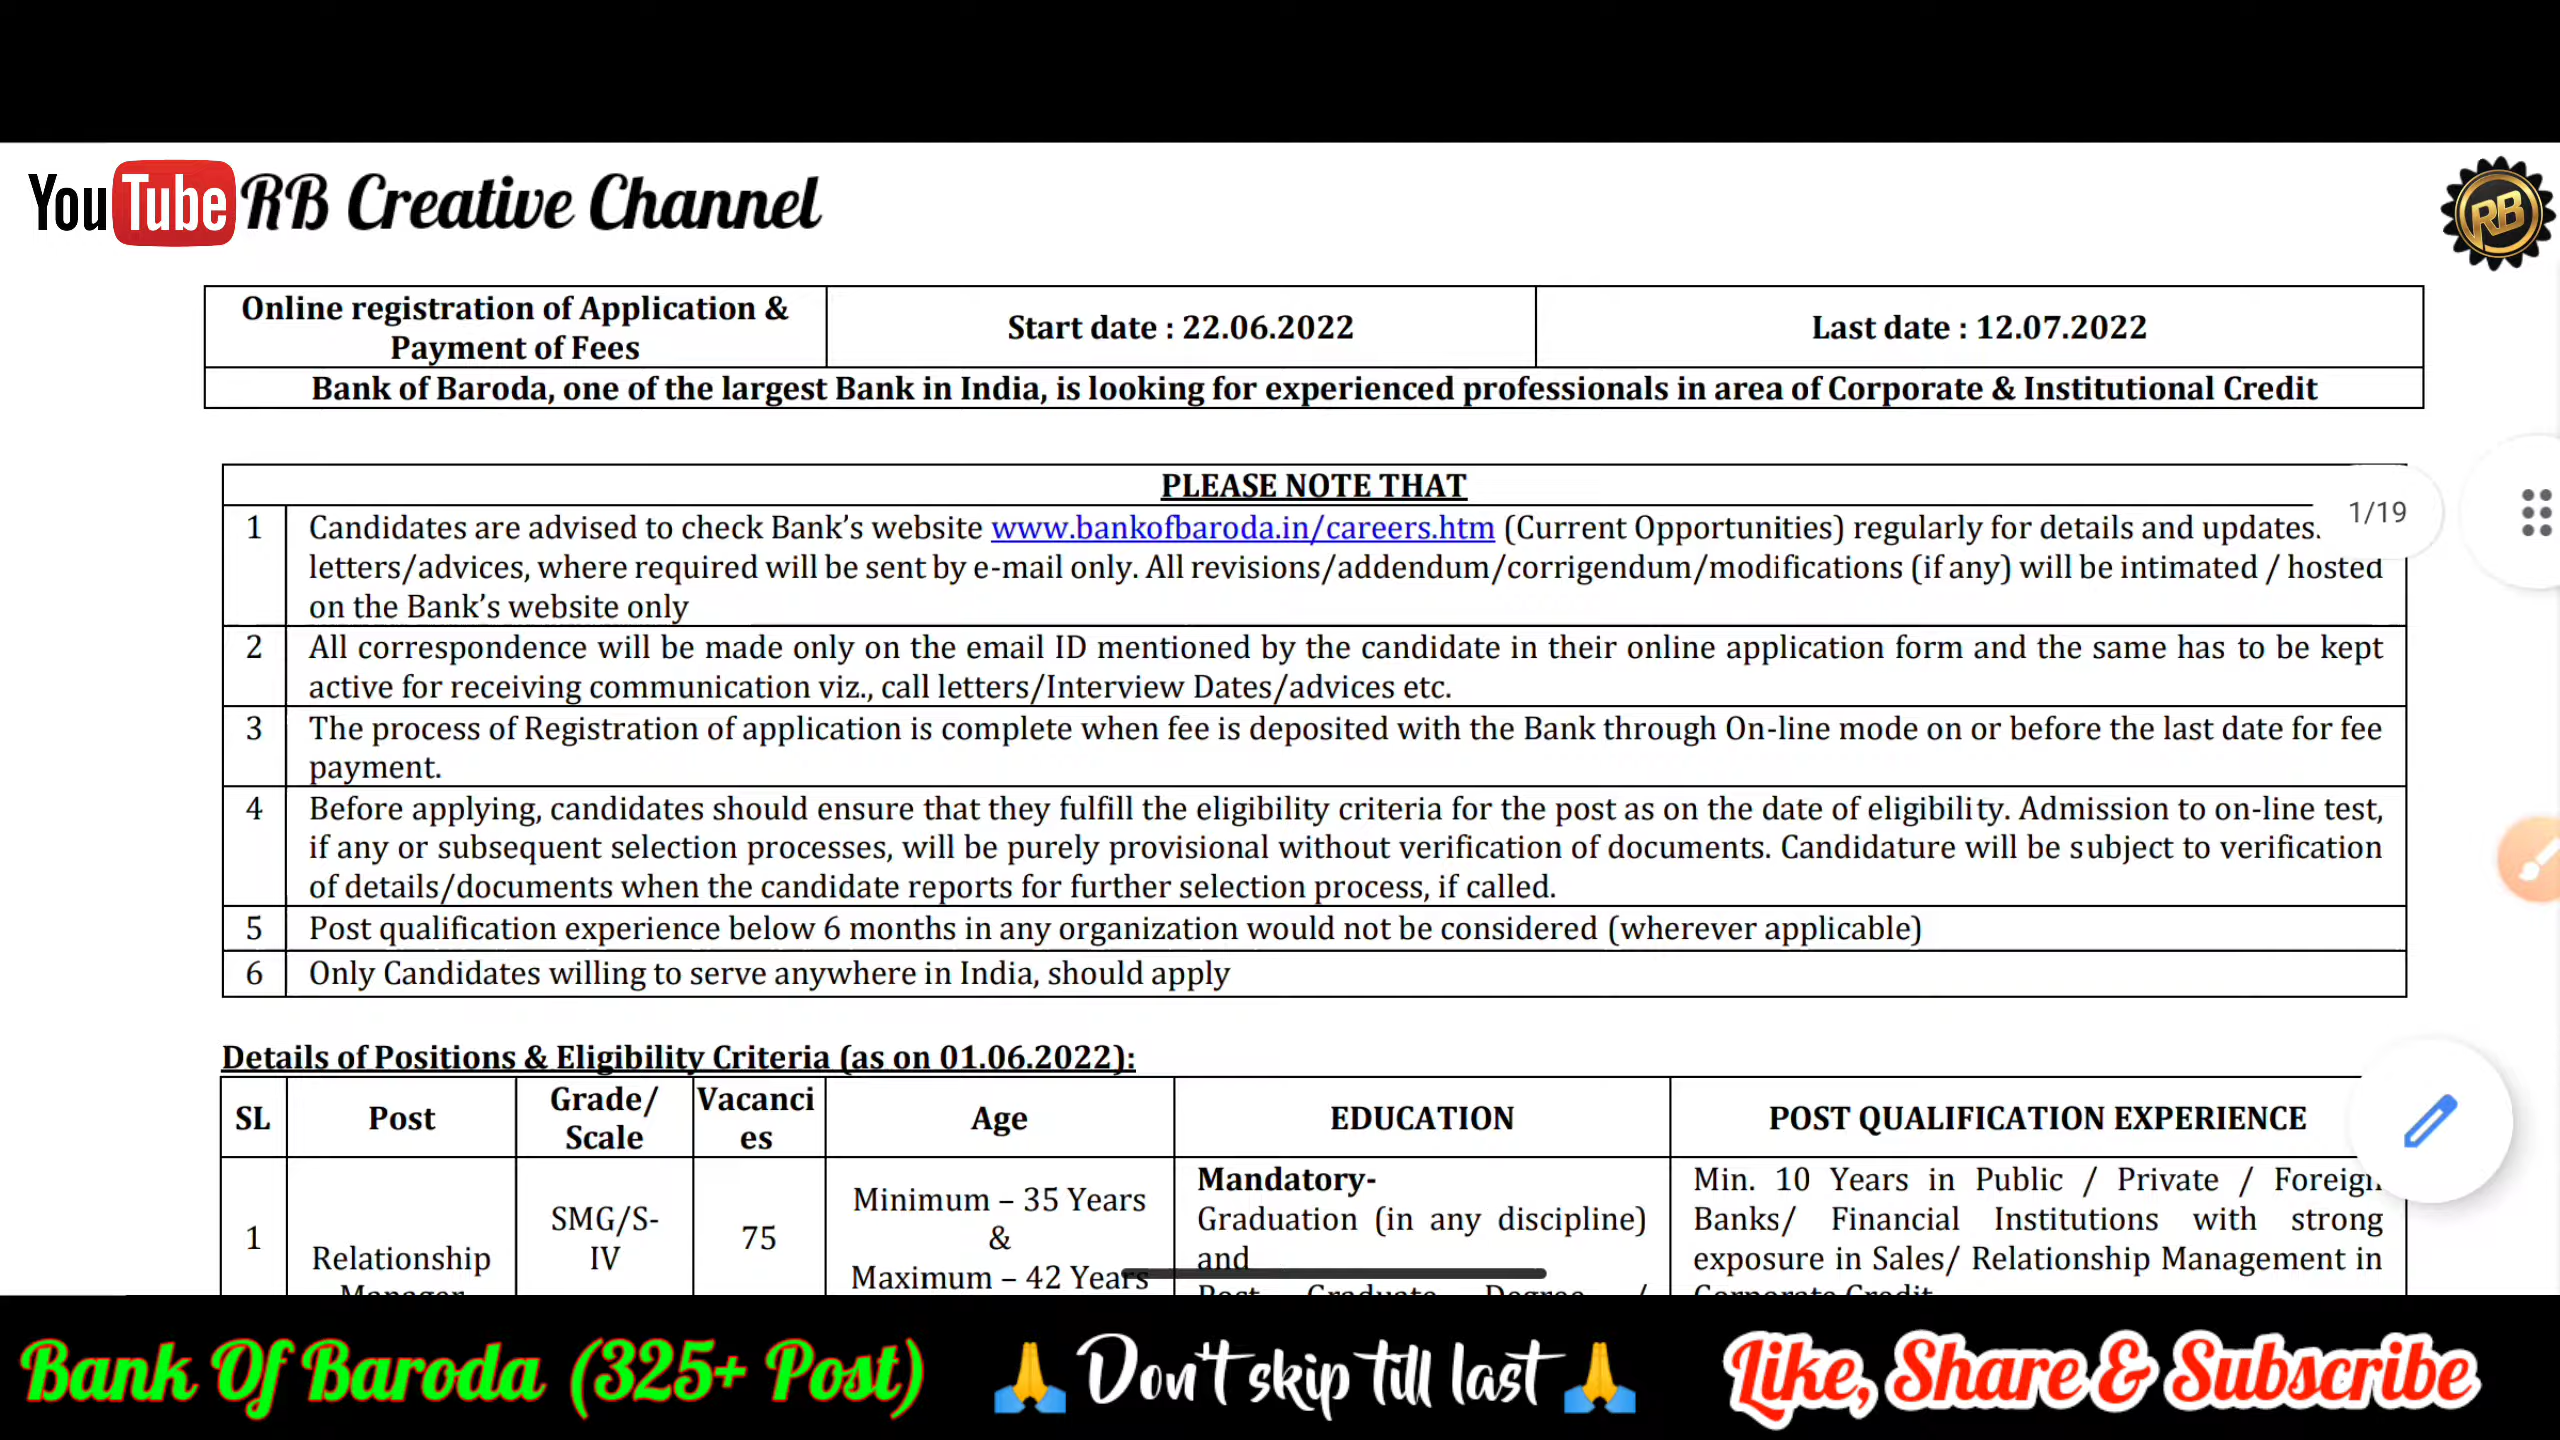 YouTube RB Creative Channel
RB
Online registration of Application &
Payment of Fees
Start date : 22.06.2022
Last date : 12.07.2022
Bank of Baroda, one of the largest Bank in India, is looking for experienced professionals in area of Corporate & Institutional Credit
PLEASE NOTE THAT
1 Candidates are advised to check Bank’s website www.bankofbaroda.in/careers.htm (Current Opportunities) regularly for details and updates.
1/19
letters/advices, where required will be sent by e-mail only. All revisions/addendum/corrigendum/modifications (if any) will be intimated / hosted
on the Bank’s website only
2 All correspondence will be made only on the email ID mentioned by the candidate in their online application form and the same has to be kept
active for receiving communication viz., call letters/Interview Dates/advices etc.
3 The process of Registration of application is complete when fee is deposited with the Bank through On-line mode on or before the last date for fee
payment.
4 Before applying, candidates should ensure that they fulfill the eligibility criteria for the post as on the date of eligibility. Admission to on-line test,
if any or subsequent selection processes, will be purely provisional without verification of documents. Candidature will be subject to verification
of details/documents when the candidate reports for further selection process, if called.
5 Post qualification experience below 6 months in any organization would not be considered (wherever applicable)
6 Only Candidates willing to serve anywhere in India, should apply
Details of Positions & Eligibility Criteria (as on 01.06.2022):
SL
Post
Grade/
Scale
Vacanci
es
Age
EDUCATION
POST QUALIFICATION EXPERIENCE
1
Relationship
Manager
SMG/S-
IV
75
Minimum – 35 Years
&
Maximum – 42 Years
Mandatory-
Graduation (in any discipline)
and
Post Graduate Degree /
Min. 10 Years in Public / Private / Foreign
Banks/ Financial Institutions with strong
exposure in Sales/ Relationship Management in
Corporate Credit
Bank Of Baroda (325+ Post)
Don't skip till last
Like, Share & Subscribe